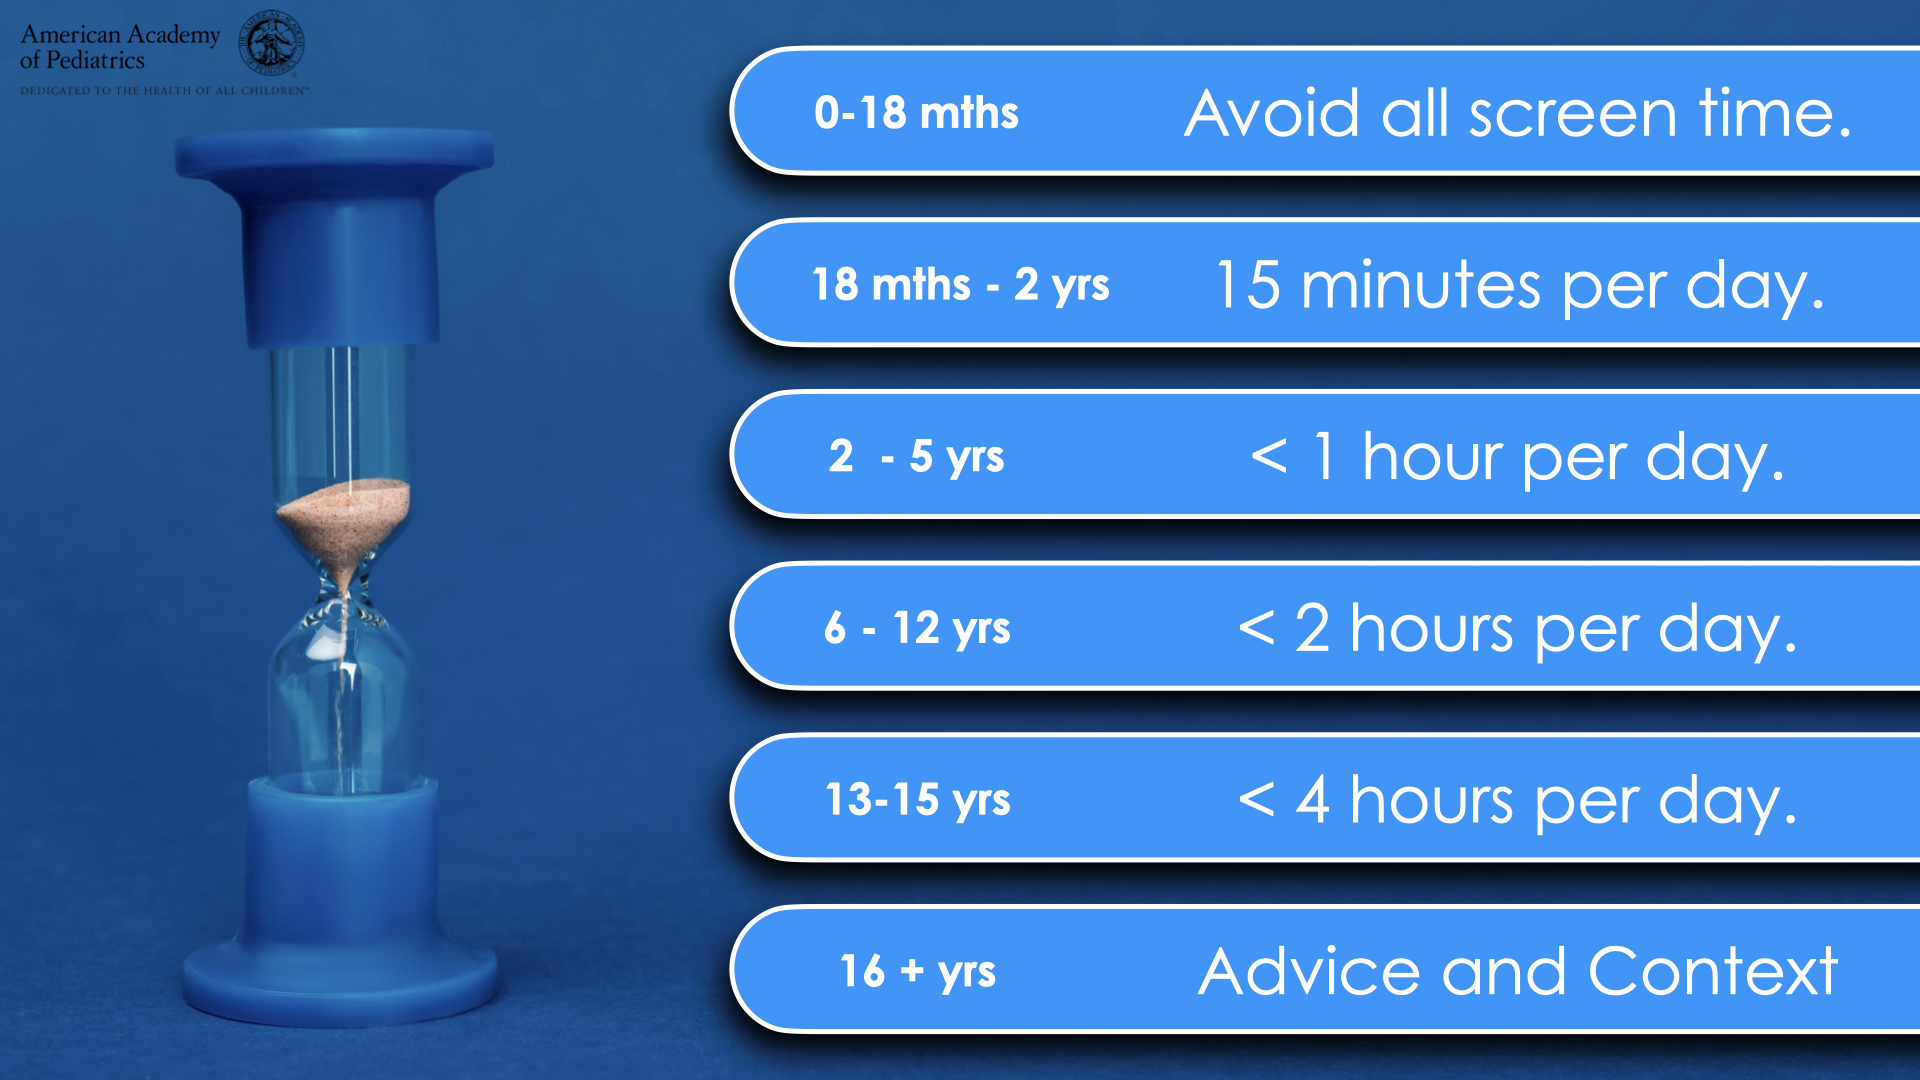 American Academy
of Pediatrics
DEDICATED TO THE HEALTH OF ALL CHILDREN™
0-18 mths Avoid all screen time.
18 mths - 2 yrs 15 minutes per day.
2 - 5 yrs < 1 hour per day.
6 - 12 yrs < 2 hours per day.
13-15 yrs < 4 hours per day.
16 + yrs Advice and Context